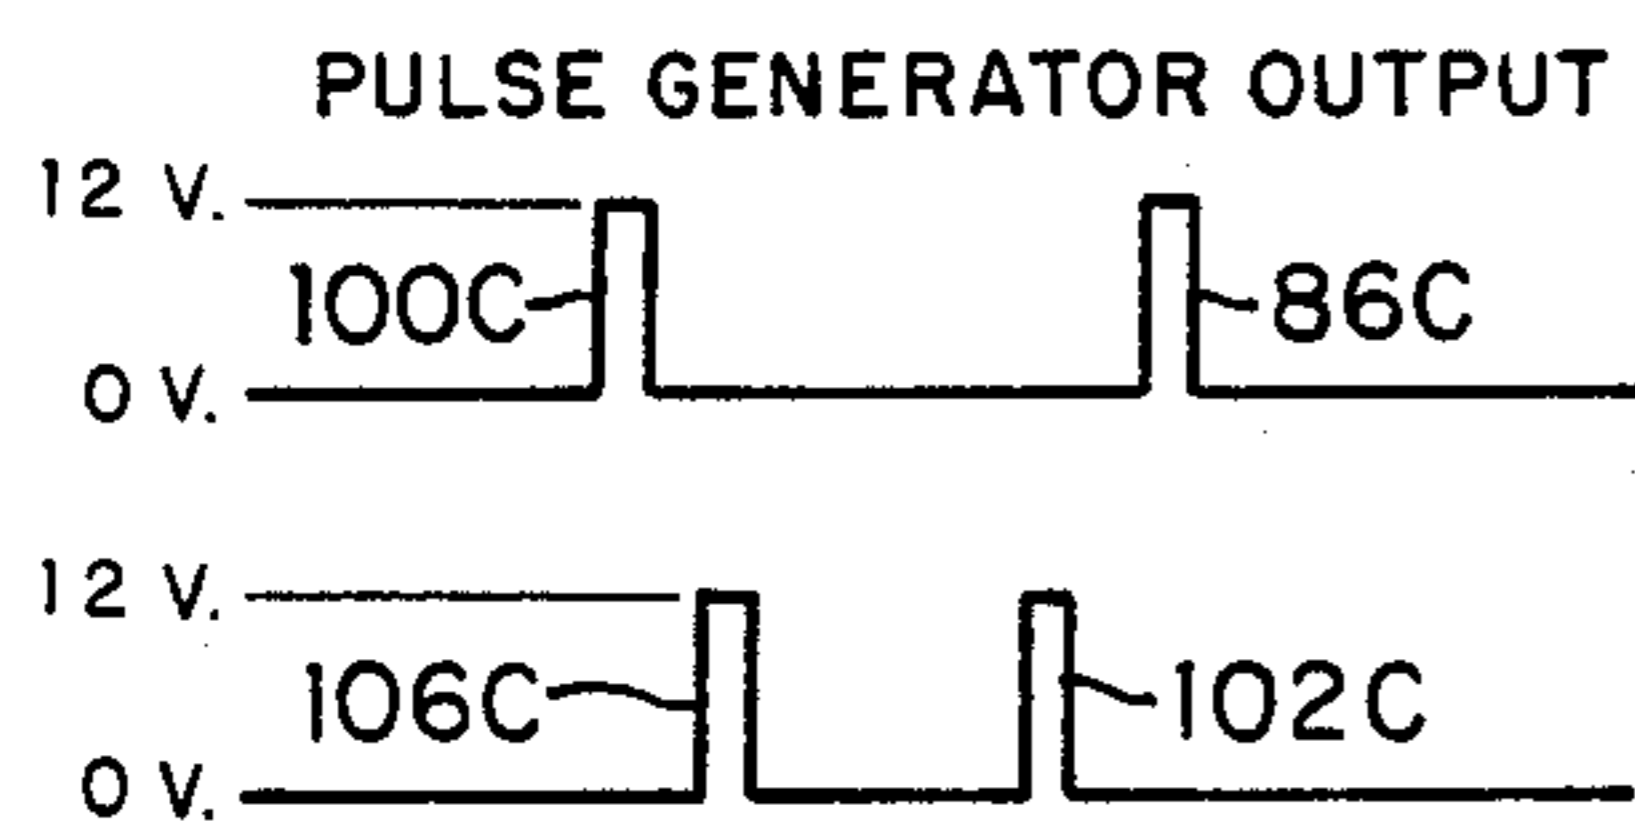 PULSE GENERATOR OUTPUT
12 V.
100C
86C
0 V.
12 V.
106C
102C
0 V.